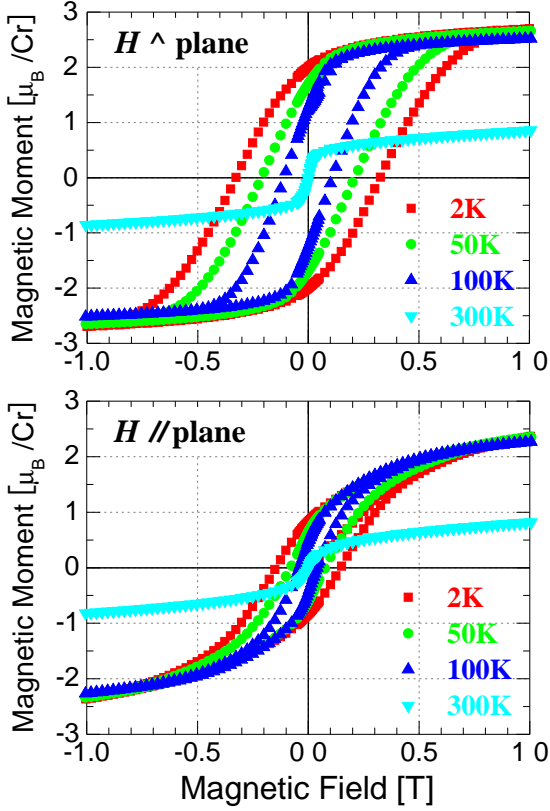 3
2
1
0
-1
-2
-3
Magnetic Moment [μB /Cr]
H ^ plane
2K
50K
100K
300K
-1.0 -0.5 0 0 0.5 1 0
3
2
1
0
-1
-2
-3
Magnetic Moment [μB /Cr]
H // plane
2K
50K
100K
300K
-1.0 -0.5 0 0 0.5 1 0
Magnetic Field [T]